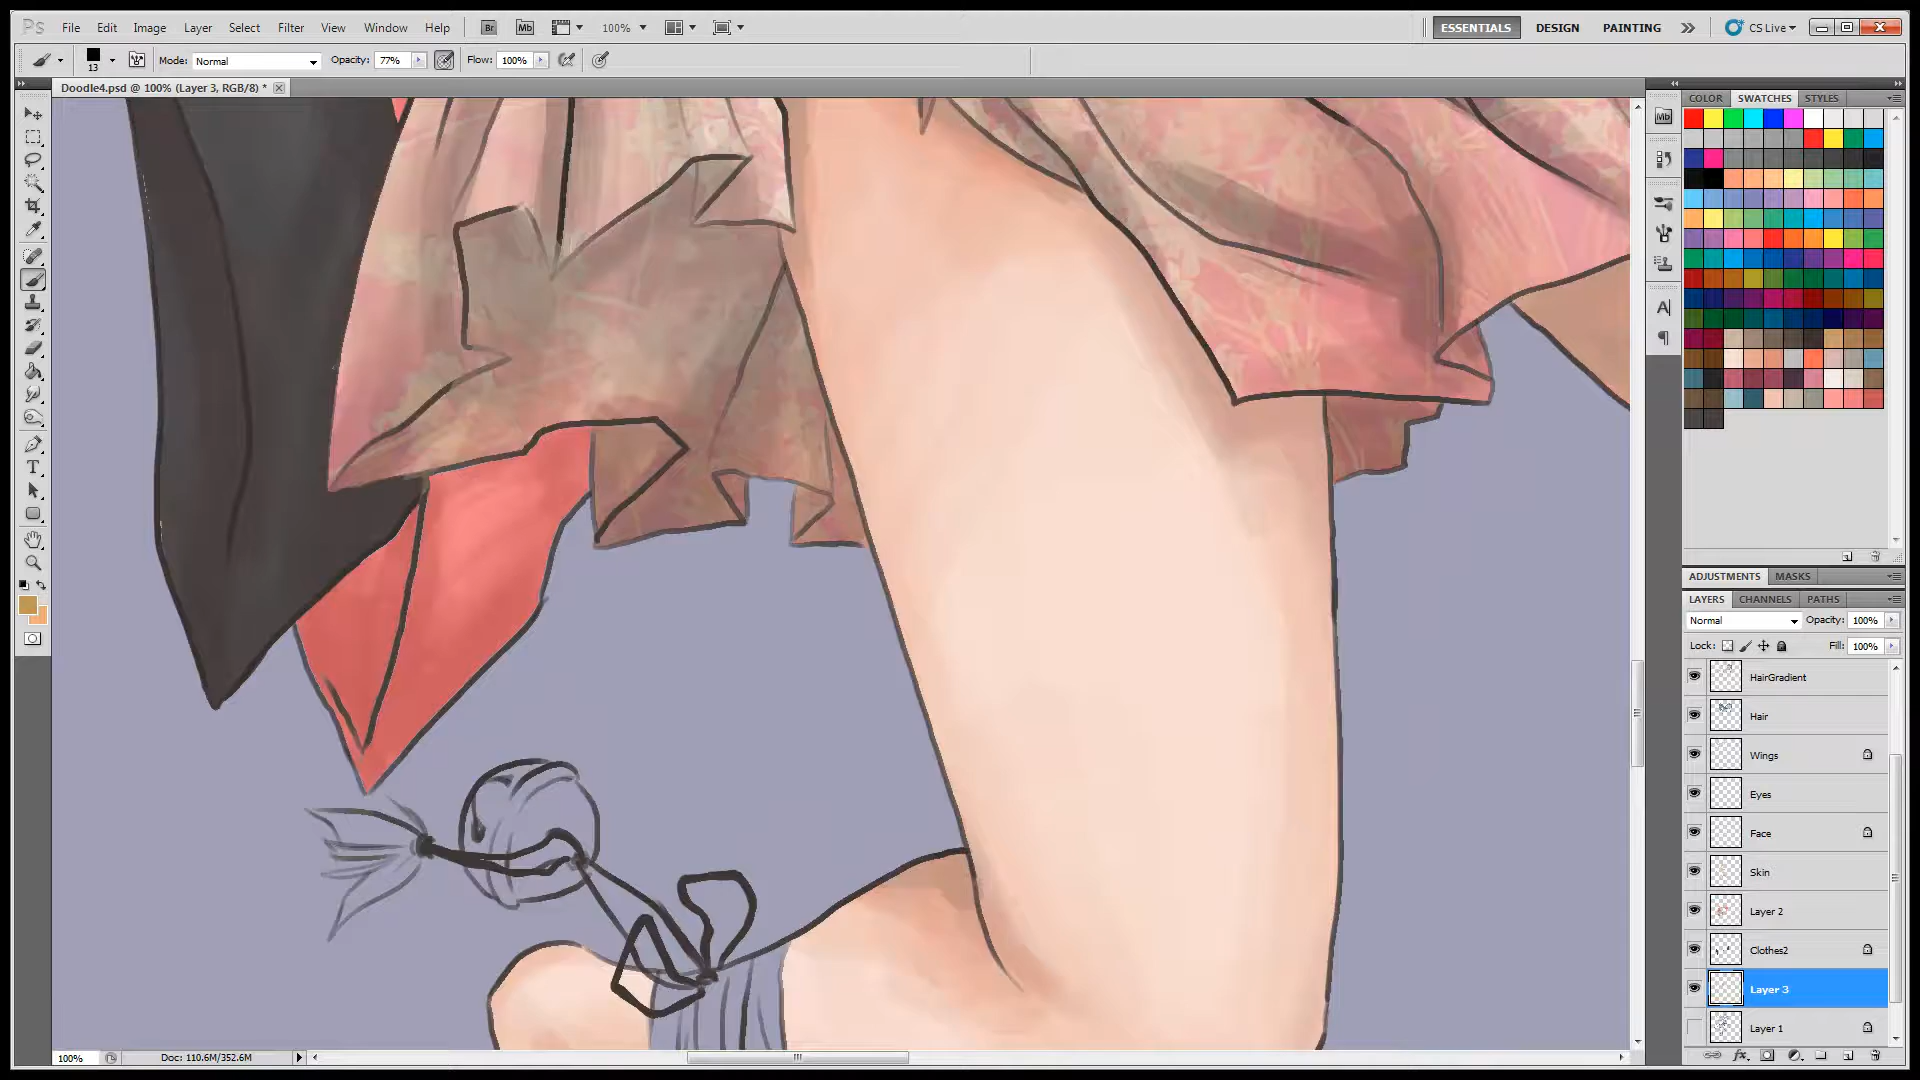 Ps File Edit Image Layer Select Filter View Window Help Br Mb 100% ESSENTIALS DESIGN PAINTING CS Live
13 Mode: Normal Opacity: 77% Flow: 100%
Doodle4.psd @ 100% (Layer 3, RGB/8) *
COLOR SWATCHES STYLES
Mb
A
T
ADJUSTMENTS MASKS
LAYERS CHANNELS PATHS
Normal Opacity: 100%
Lock: Fill: 100%
HairGradient
Hair
Wings
Eyes
Face
Skin
Layer 2
Clothes2
Layer 3
Layer 1
100% Doc: 110.6M/352.6M
fx